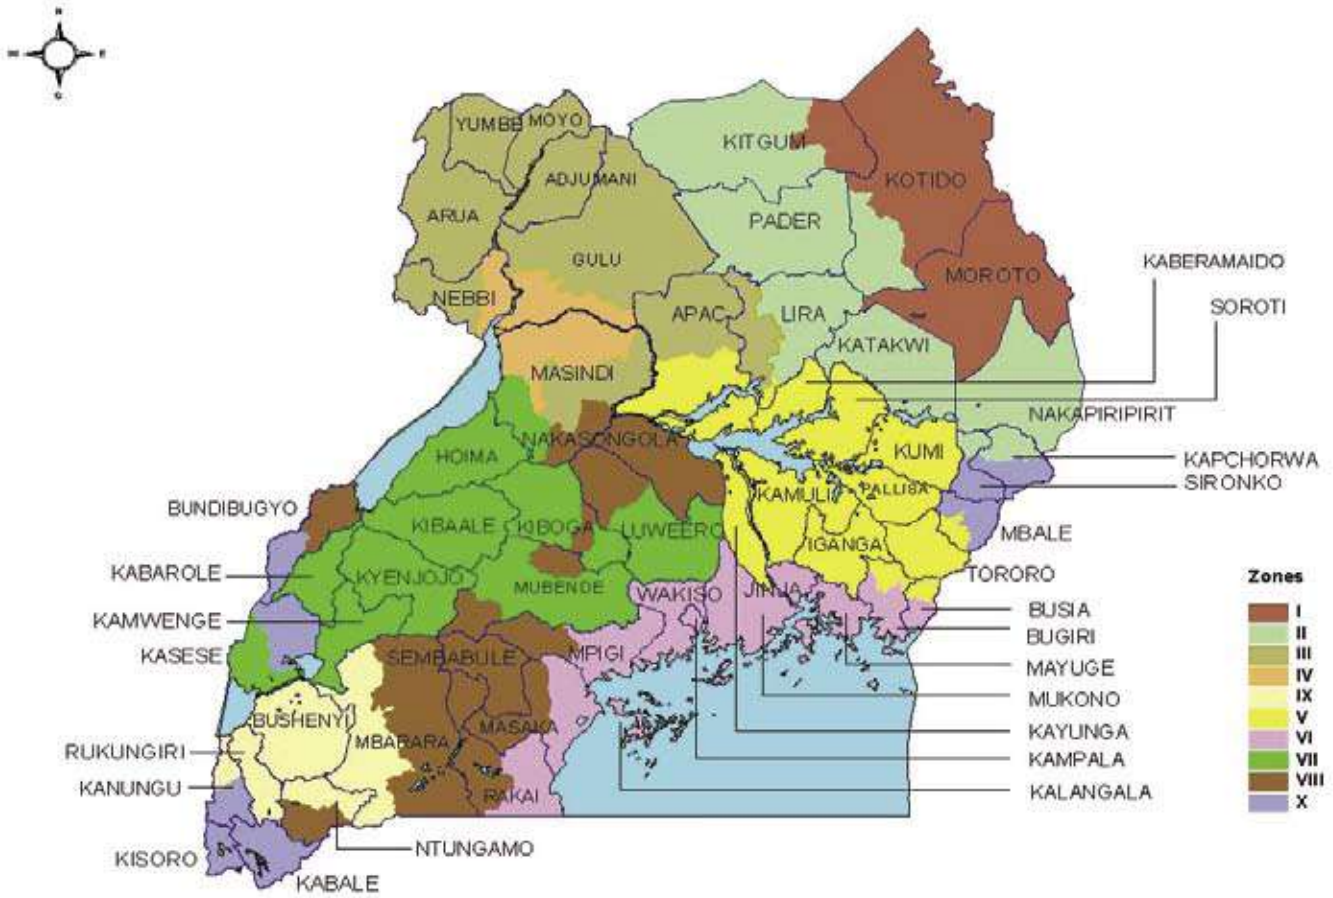 N
E
YUMBE MOYO
KITGUM
ADJUMANI
KOTIDO
ARUA
PADER
GULU
KABERAMAIDO
MOROTO
NEBBI
SOROTI
APAC
LIRA
KATAKWI
MASINDI
NAKAPIRIPIRIT
NAKASONGOLA
KUMI
HOIMA
KAPCHORWA
SIRONKO
KAMULI
PALLISA
BUNDIBUGYO
KIBAALE
KIBOGA
LUWEERO
MBALE
IGANGA
KABAROLE
KYENJOJO
TORORO
MUBENDE
WAKISO
JINJA
Zones
BUSIA
I
KAMWENGE
BUGIRI
II
KASESE
SEMBABULE
MPIGI
III
MAYUGE
IV
MUKONO
IX
BUSHENYI
MASAKA
V
RUKUNGIRI
MBARARA
KAYUNGA
VI
KAMPALA
VII
KANUNGU
RAKAI
KALANGALA
VIII
X
NTUNGAMO
KISORO
KABALE